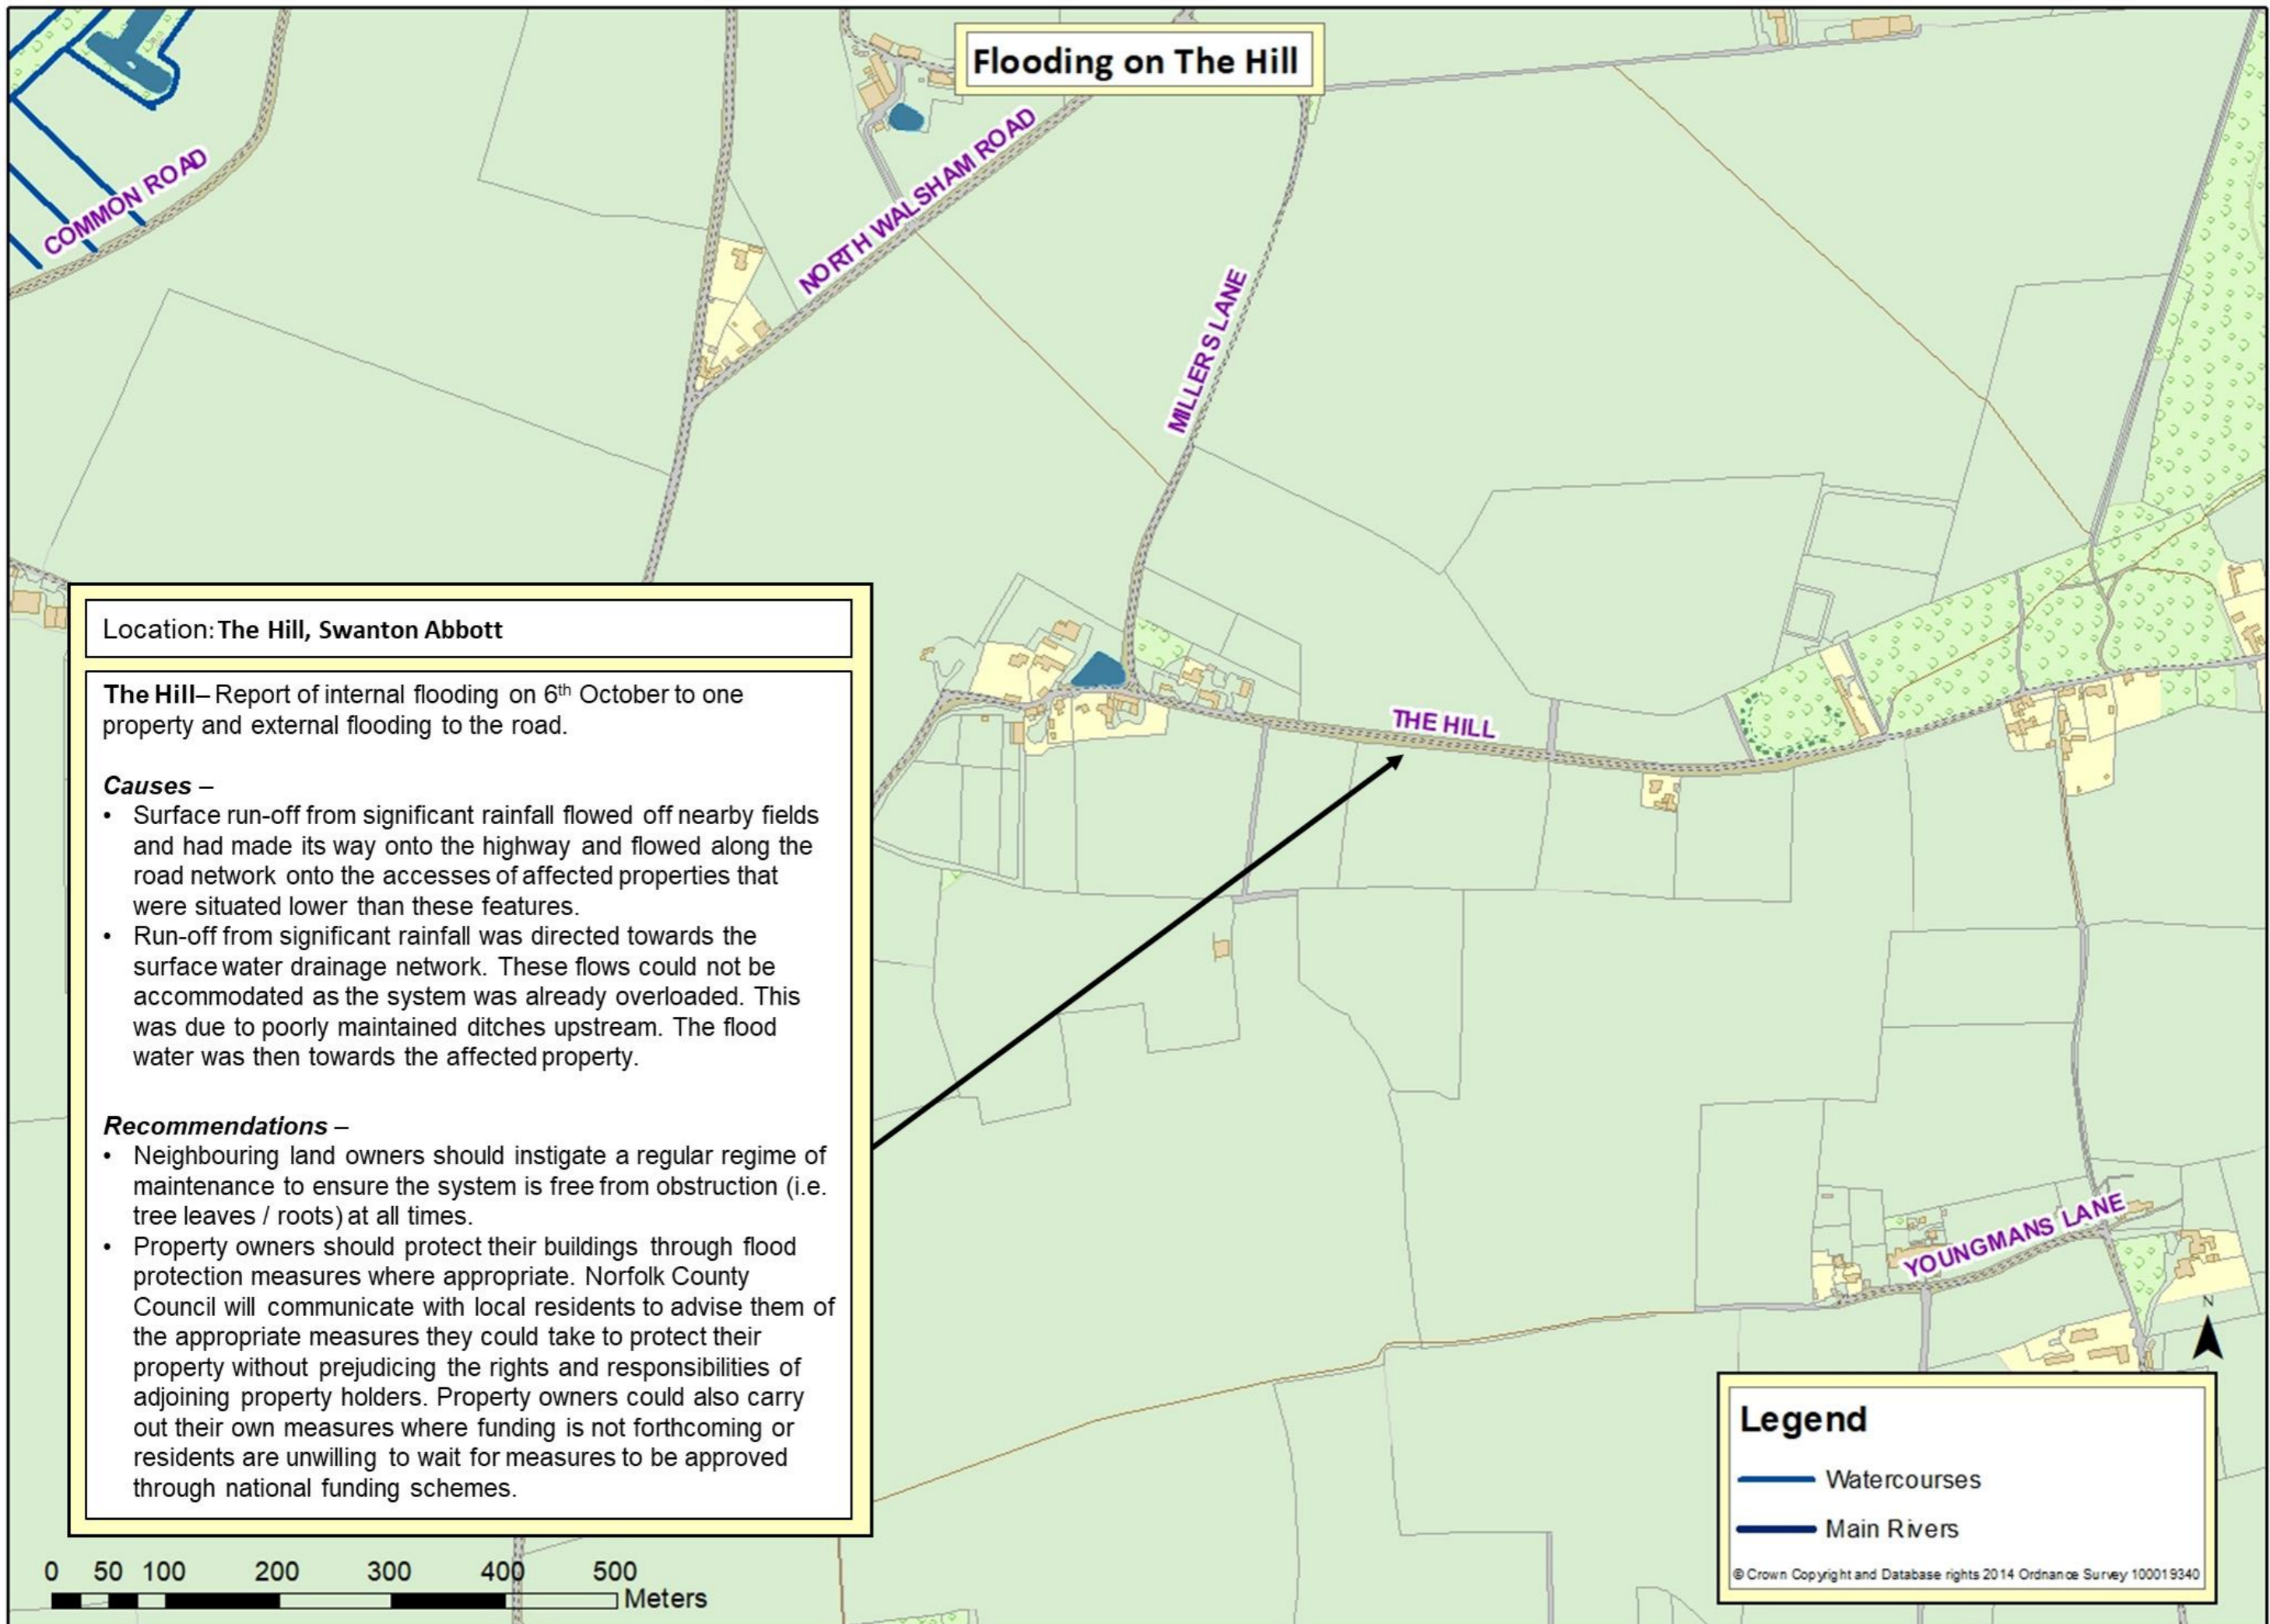 Flooding on The Hill
COMMON ROAD
NORTH WALSHAM ROAD
MILLERS LANE
THE HILL
Location: The Hill, Swanton Abbott
The Hill– Report of internal flooding on 6th October to one
property and external flooding to the road.
Causes –
• Surface run-off from significant rainfall flowed off nearby fields
and had made its way onto the highway and flowed along the
road network onto the accesses of affected properties that
were situated lower than these features.
• Run-off from significant rainfall was directed towards the
surface water drainage network. These flows could not be
accommodated as the system was already overloaded. This
was due to poorly maintained ditches upstream. The flood
water was then towards the affected property.
Recommendations –
• Neighbouring land owners should instigate a regular regime of
maintenance to ensure the system is free from obstruction (i.e.
tree leaves / roots) at all times.
• Property owners should protect their buildings through flood
protection measures where appropriate. Norfolk County
Council will communicate with local residents to advise them of
the appropriate measures they could take to protect their
property without prejudicing the rights and responsibilities of
adjoining property holders. Property owners could also carry
out their own measures where funding is not forthcoming or
residents are unwilling to wait for measures to be approved
through national funding schemes.
YOUNGMANS LANE
N
Legend
Watercourses
Main Rivers
© Crown Copyright and Database rights 2014 Ordnance Survey 100019340
0 50 100 200 300 400 500
Meters